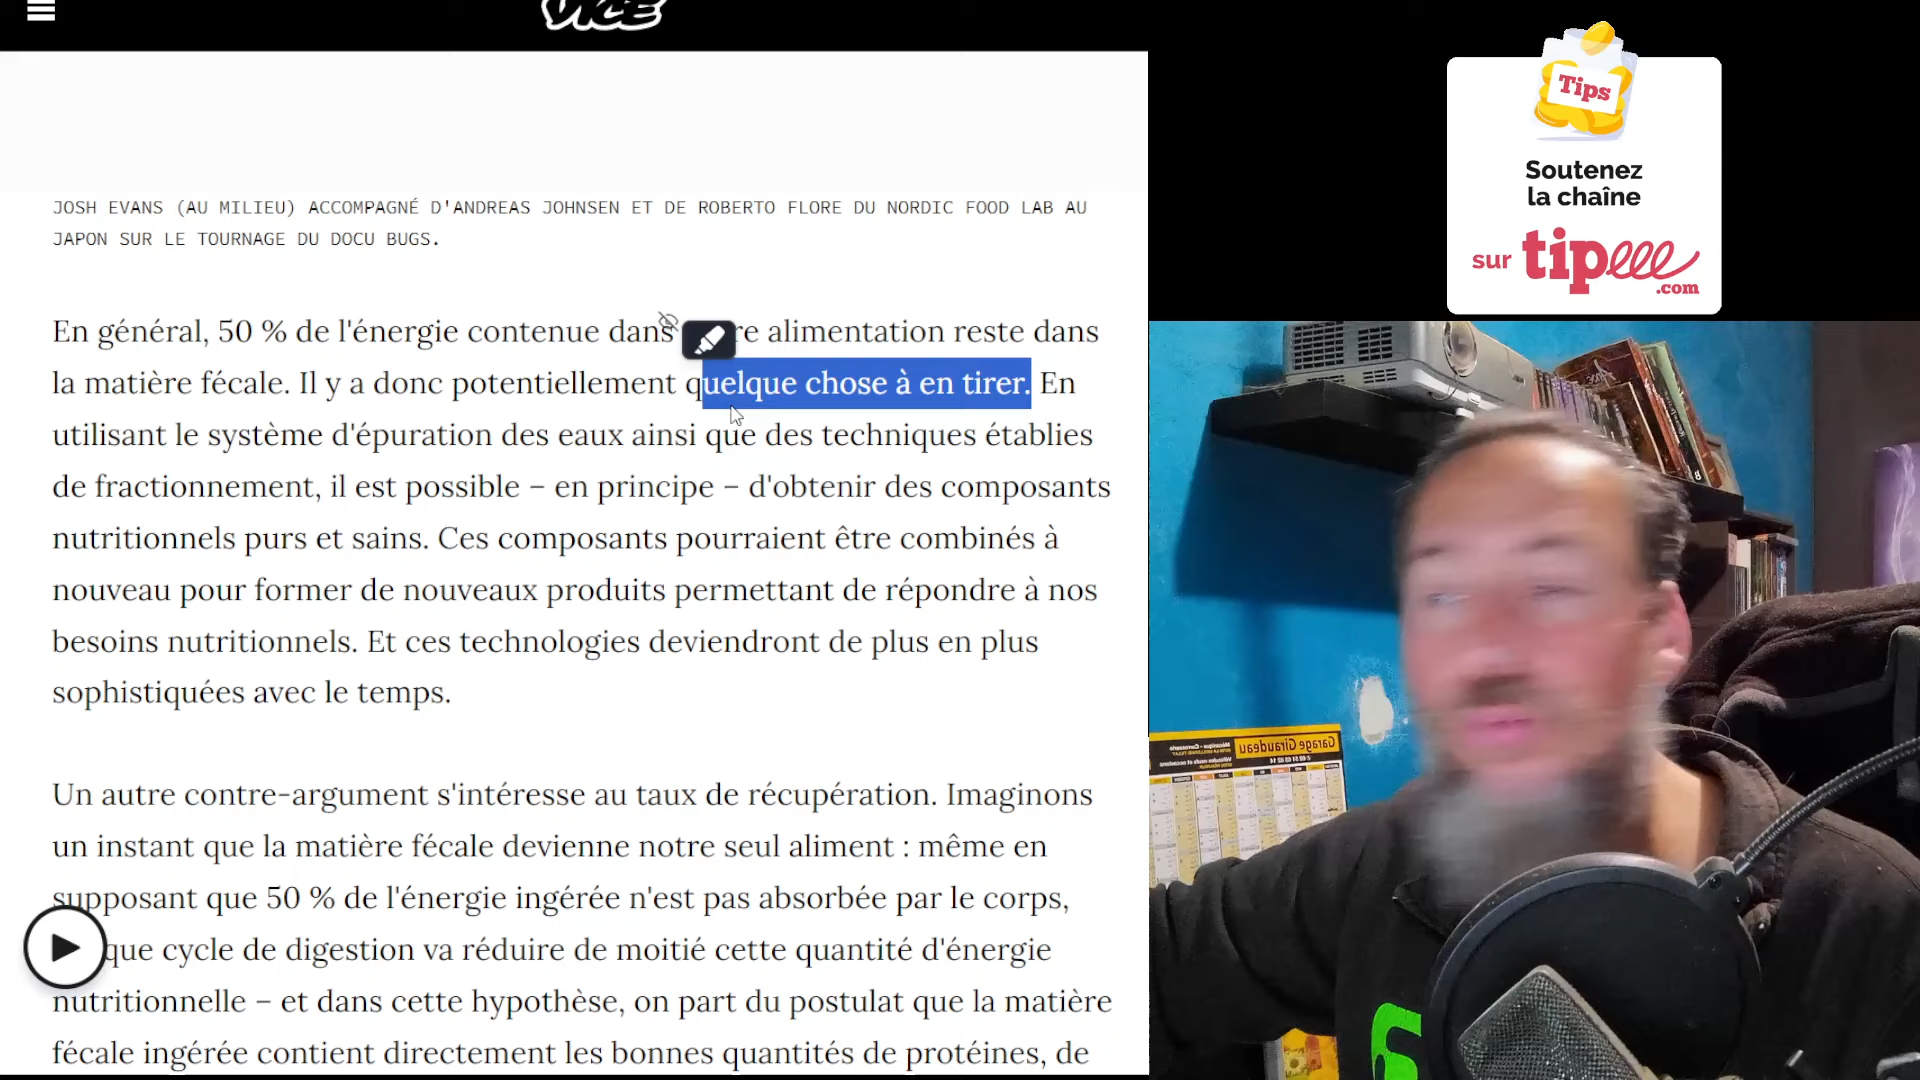 VICE
JOSH EVANS (AU MILIEU) ACCOMPAGNÉ D'ANDREAS JOHNSEN ET DE ROBERTO FLORE DU NORDIC FOOD LAB AU
JAPON SUR LE TOURNAGE DU DOCU BUGS.
En général, 50 % de l'énergie contenue dans re alimentation reste dans
la matière fécale. Il y a donc potentiellement quelque chose à en tirer. En
utilisant le système d'épuration des eaux ainsi que des techniques établies
de fractionnement, il est possible – en principe – d'obtenir des composants
nutritionnels purs et sains. Ces composants pourraient être combinés à
nouveau pour former de nouveaux produits permettant de répondre à nos
besoins nutritionnels. Et ces technologies deviendront de plus en plus
sophistiquées avec le temps.
Un autre contre-argument s'intéresse au taux de récupération. Imaginons
un instant que la matière fécale devienne notre seul aliment : même en
supposant que 50 % de l'énergie ingérée n'est pas absorbée par le corps,
que cycle de digestion va réduire de moitié cette quantité d'énergie
nutritionnelle – et dans cette hypothèse, on part du postulat que la matière
fécale ingérée contient directement les bonnes quantités de protéines, de
Tips
Soutenez
la chaîne
sur tipeee
.com
Garage Giraudeau